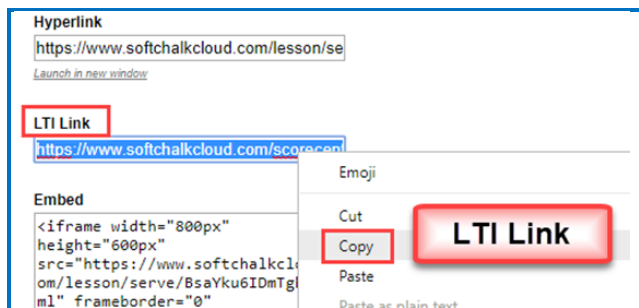 Hyperlink
https://www.softchalkcloud.com/lesson/se
Launch in new window
LTI Link
https://www.softchalkcloud.com/scorecen
Emoji
Embed
Cut
<iframe width="800px"
LTI Link
height="600px"
Copy
src="https://www.softchalkcl
om/lesson/serve/BsaYku6IDmTg
Paste
ml" frameborder="0"
Paste as plain text